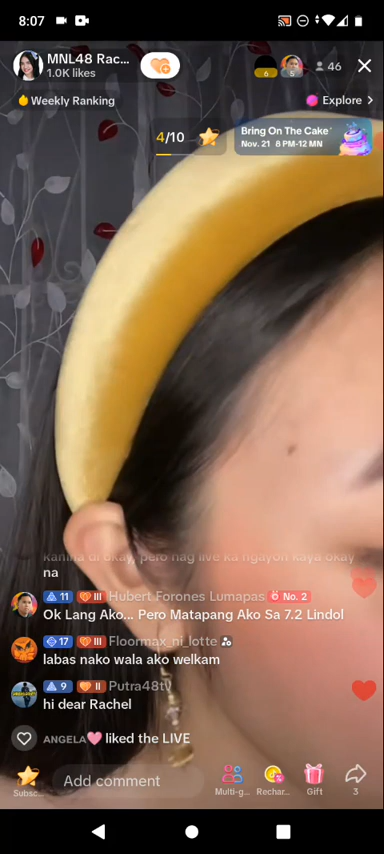 8:07
MNL48 Rac...
1.0K likes
6
5
46
Weekly Ranking
Explore >
4/10
Bring On The Cake
Nov. 21 8 PM-12 MN
kanina di okay, pero nag live ka ngayon kaya okay
na
11 III Hubert Forones Lumapas No. 2
Ok Lang Ako... Pero Matapang Ako Sa 7.2 Lindol
17 III Floormax_ni_lotte
labas nako wala ako welkam
9 II Putra48tv
hi dear Rachel
ANGELA🩷 liked the LIVE
Subsc...
Add comment
Multi-g...
Rechar...
Gift
3